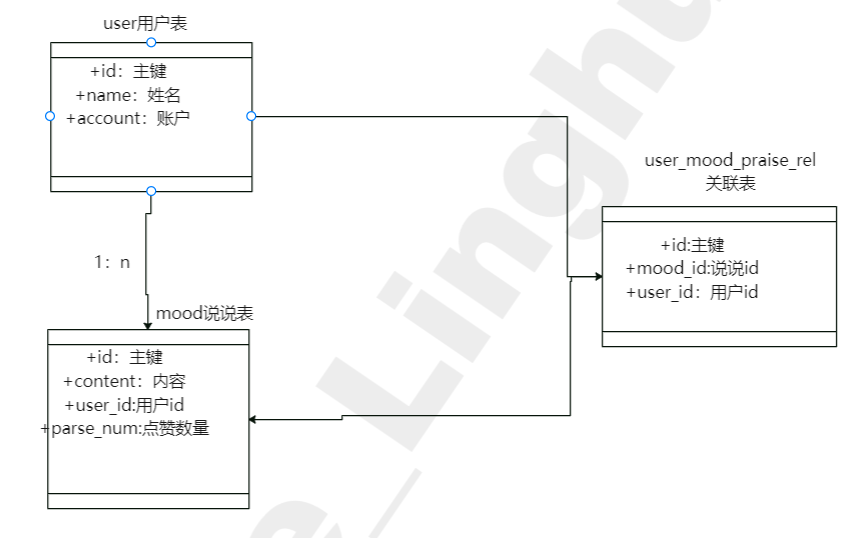 user用户表
+id：主键
+name：姓名
+account：账户
user_mood_praise_rel
关联表
+id:主键
+mood_id:说说id
+user_id：用户id
1：n
mood说说表
+id：主键
+content：内容
+user_id:用户id
+parse_num:点赞数量
e_Linghu